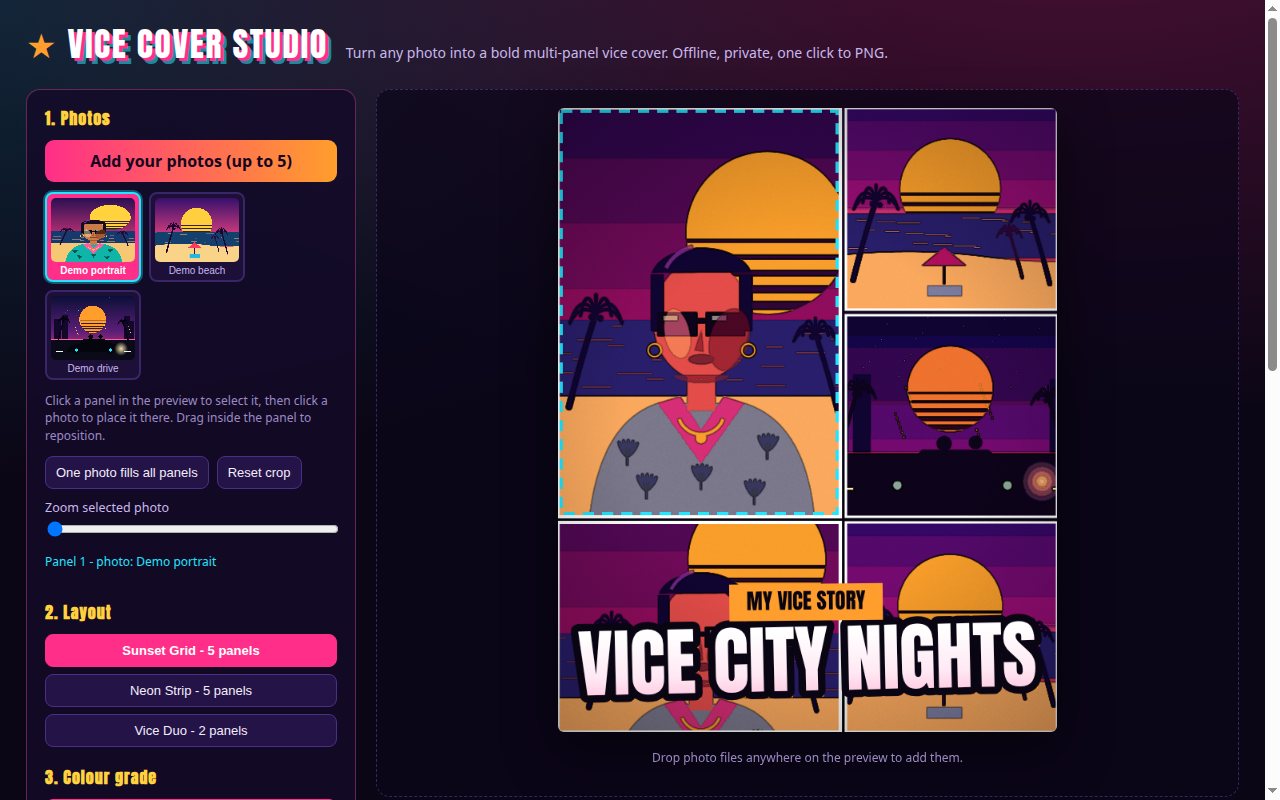 ★ VICE COVER STUDIO
Turn any photo into a bold multi-panel vice cover. Offline, private, one click to PNG.
1. Photos
Add your photos (up to 5)
Demo portrait
Demo beach
Demo drive
Click a panel in the preview to select it, then click a
photo to place it there. Drag inside the panel to
reposition.
One photo fills all panels
Reset crop
Zoom selected photo
Panel 1 - photo: Demo portrait
2. Layout
Sunset Grid - 5 panels
Neon Strip - 5 panels
Vice Duo - 2 panels
3. Colour grade
MY VICE STORY
VICE CITY NIGHTS
Drop photo files anywhere on the preview to add them.